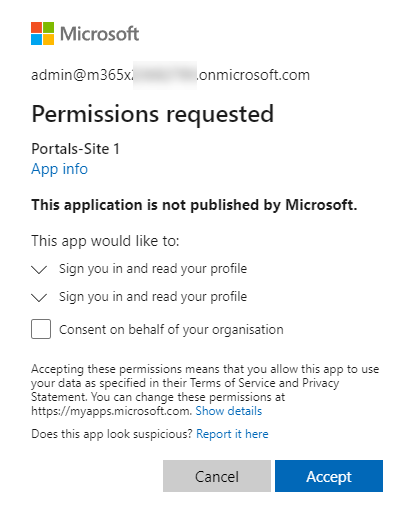 Microsoft
admin@m365x.onmicrosoft.com
Permissions requested
Portals-Site 1
App info
This application is not published by Microsoft.
This app would like to:
Sign you in and read your profile
Sign you in and read your profile
Consent on behalf of your organisation
Accepting these permissions means that you allow this app to use
your data as specified in their Terms of Service and Privacy
Statement. You can change these permissions at
https://myapps.microsoft.com. Show details
Does this app look suspicious? Report it here
Cancel
Accept